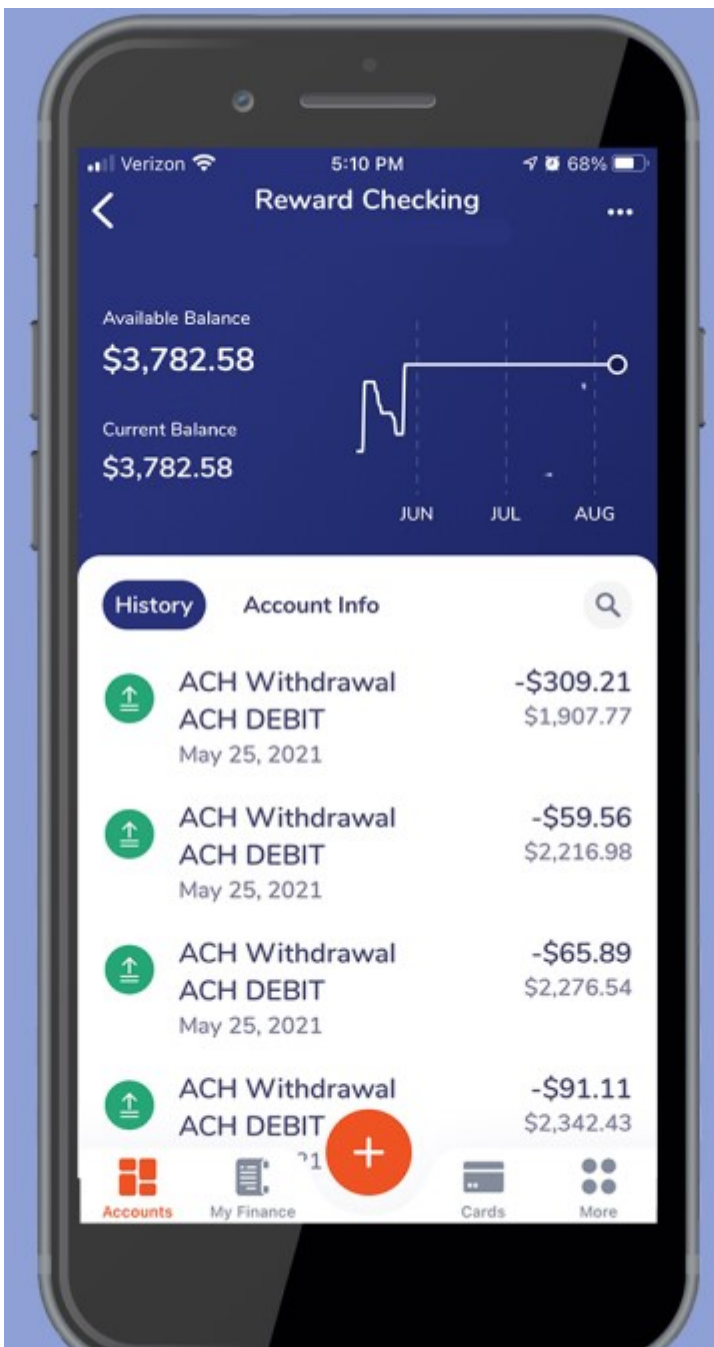 Verizon 5:10 PM 68%
Reward Checking
Available Balance
$3,782.58
Current Balance
$3,782.58
JUN JUL AUG
History Account Info
ACH Withdrawal -$309.21
ACH DEBIT $1,907.77
May 25, 2021
ACH Withdrawal -$59.56
ACH DEBIT $2,216.98
May 25, 2021
ACH Withdrawal -$65.89
ACH DEBIT $2,276.54
May 25, 2021
ACH Withdrawal -$91.11
ACH DEBIT $2,342.43
Accounts My Finance Cards More